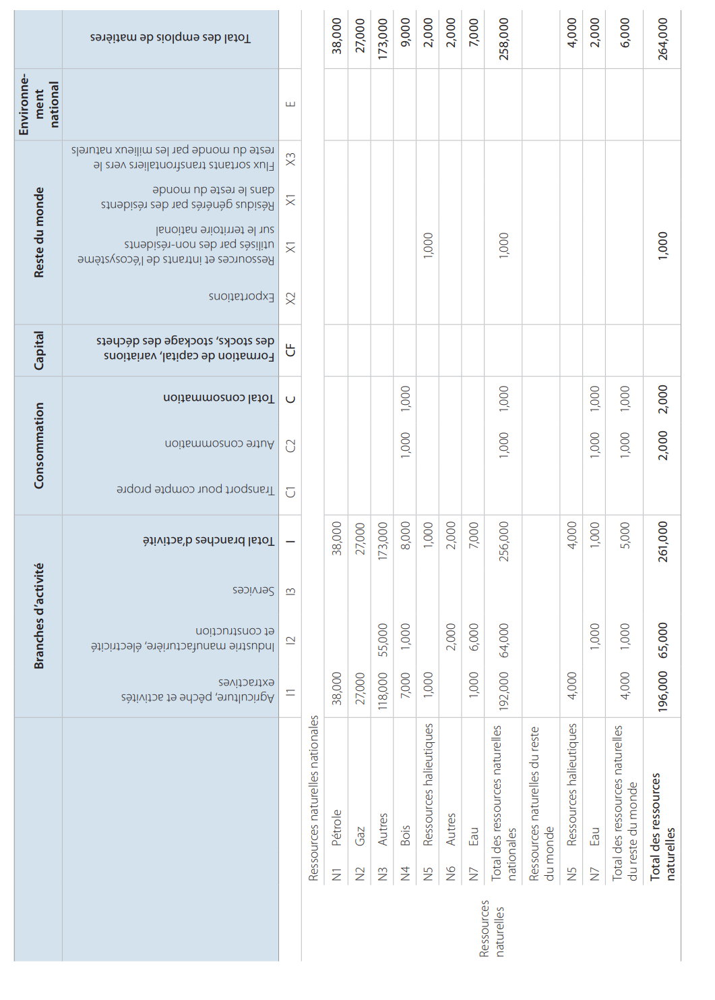 Branches d'activité Consommation Capital Reste du monde Environne-
ment
national
Agriculture, pêche et activités
extractives
Industrie manufacturière, électricité
et construction
Services
Total branches d'activité
Transport pour compte propre
Autre consommation
Total consommation
Formation de capital, variations
des stocks, stockage des déchets
Exportations
Ressources et intrants de l'écosystème
utilisés par des non-résidents
sur le territoire national
Résidus générés par des résidents
dans le reste du monde
Flux sortants transfrontaliers vers le
reste du monde par les milieux naturels
Total des emplois de matières
I1 I2 I3 I C1 C2 C CF X2 X1 X1 X3 E
Ressources
naturelles
Ressources naturelles nationales
N1 Pétrole 38,000 38,000 38,000
N2 Gaz 27,000 27,000 27,000
N3 Autres 118,000 55,000 173,000 173,000
N4 Bois 7,000 1,000 8,000 1,000 1,000 9,000
N5 Ressources halieutiques 1,000 1,000 1,000 2,000
N6 Autres 2,000 2,000 2,000
N7 Eau 1,000 6,000 7,000 7,000
Total des ressources naturelles
nationales 192,000 64,000 256,000 1,000 1,000 1,000 258,000
Ressources naturelles du reste
du monde
N5 Ressources halieutiques 4,000 4,000 4,000
N7 Eau 1,000 1,000 1,000 1,000 2,000
Total des ressources naturelles
du reste du monde 4,000 1,000 5,000 1,000 1,000 6,000
Total des ressources
naturelles 196,000 65,000 261,000 2,000 2,000 1,000 264,000